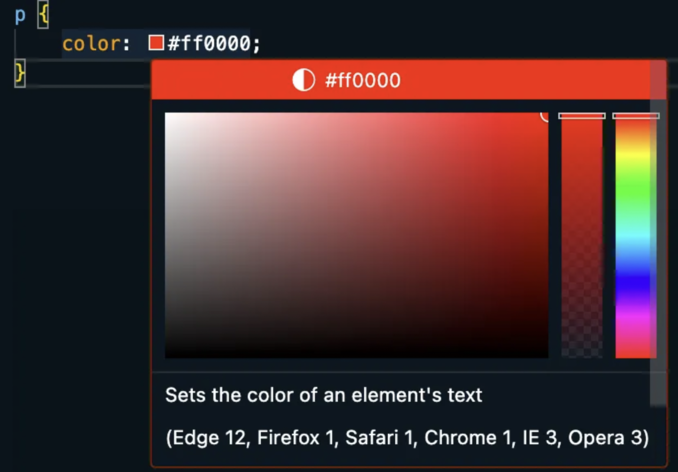 p {
color: #ff0000;
}
#ff0000
Sets the color of an element's text
(Edge 12, Firefox 1, Safari 1, Chrome 1, IE 3, Opera 3)